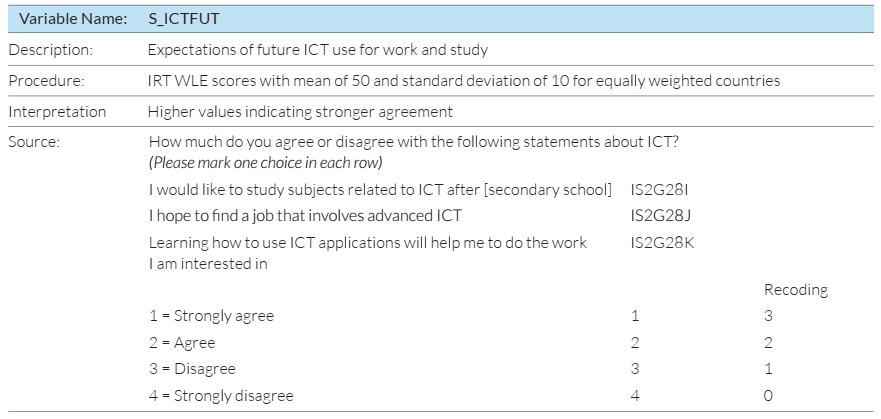 Variable Name: S_ICTFUT
Description: Expectations of future ICT use for work and study
Procedure: IRT WLE scores with mean of 50 and standard deviation of 10 for equally weighted countries
Interpretation Higher values indicating stronger agreement
Source: How much do you agree or disagree with the following statements about ICT?
(Please mark one choice in each row)
I would like to study subjects related to ICT after [secondary school] IS2G28I
I hope to find a job that involves advanced ICT IS2G28J
Learning how to use ICT applications will help me to do the work IS2G28K
I am interested in
Recoding
1 = Strongly agree 1 3
2 = Agree 2 2
3 = Disagree 3 1
4 = Strongly disagree 4 0